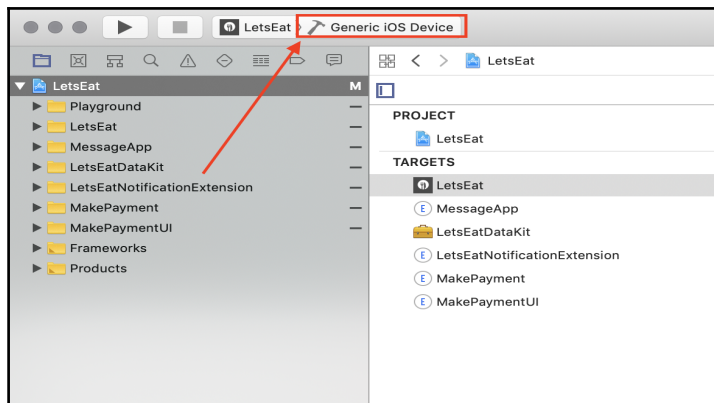 LetsEat
Generic iOS Device
LetsEat
LetsEat M
Playground
LetsEat
MessageApp
LetsEatDataKit
LetsEatNotificationExtension
MakePayment
MakePaymentUI
Frameworks
Products
PROJECT
LetsEat
TARGETS
LetsEat
E MessageApp
LetsEatDataKit
E LetsEatNotificationExtension
E MakePayment
E MakePaymentUI